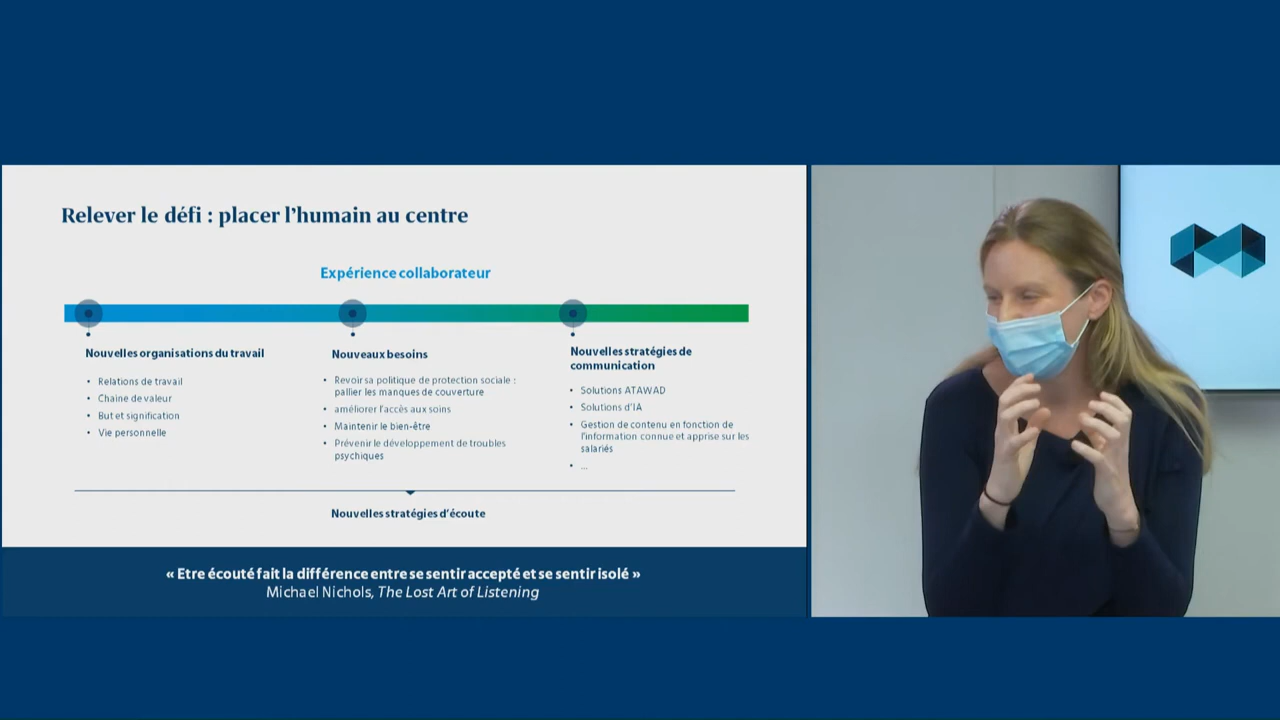 Relever le défi : placer l’humain au centre
Expérience collaborateur
Nouvelles organisations du travail
• Relations de travail
• Chaine de valeur
• But et signification
• Vie personnelle
Nouveaux besoins
• Revoir sa politique de protection sociale :
pallier les manques de couverture
• améliorer l’accès aux soins
• Maintenir le bien-être
• Prévenir le développement de troubles
psychiques
Nouvelles stratégies de
communication
• Solutions ATAWAD
• Solutions d’IA
• Gestion de contenu en fonction de
l’information connue et apprise sur les
salariés
• ...
Nouvelles stratégies d’écoute
« Etre écouté fait la différence entre se sentir accepté et se sentir isolé »
Michael Nichols, The Lost Art of Listening